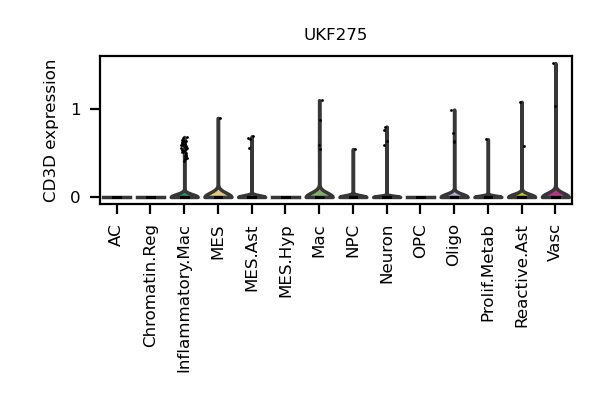 UKF275
CD3D expression
1
0
AC
Chromatin.Reg
Inflammatory.Mac
MES
MES.Ast
MES.Hyp
Mac
NPC
Neuron
OPC
Oligo
Prolif.Metab
Reactive.Ast
Vasc